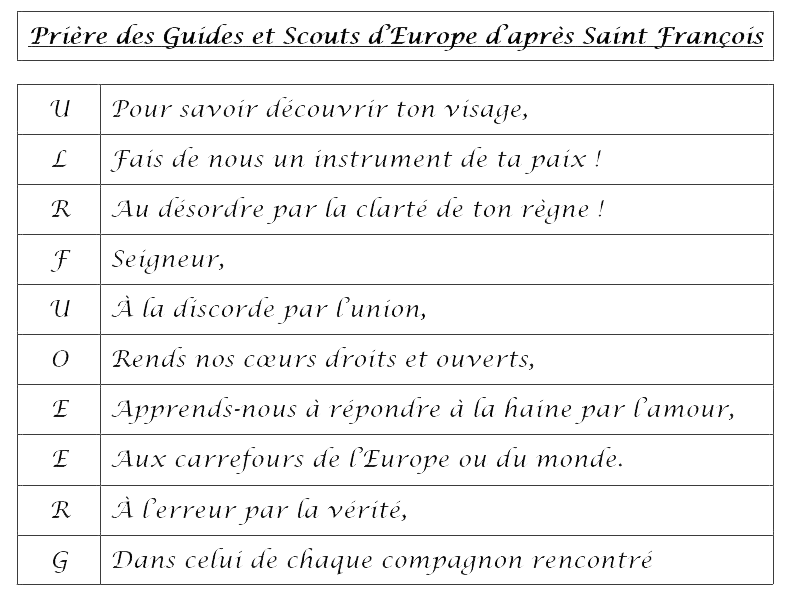 Prière des Guides et Scouts d'Europe d'après Saint François
U Pour savoir découvrir ton visage,
L Fais de nous un instrument de ta paix !
R Au désordre par la clarté de ton règne !
F Seigneur,
U À la discorde par l'union,
O Rends nos cœurs droits et ouverts,
E Apprends-nous à répondre à la haine par l'amour,
E Aux carrefours de l'Europe ou du monde.
R À l'erreur par la vérité,
G Dans celui de chaque compagnon rencontré